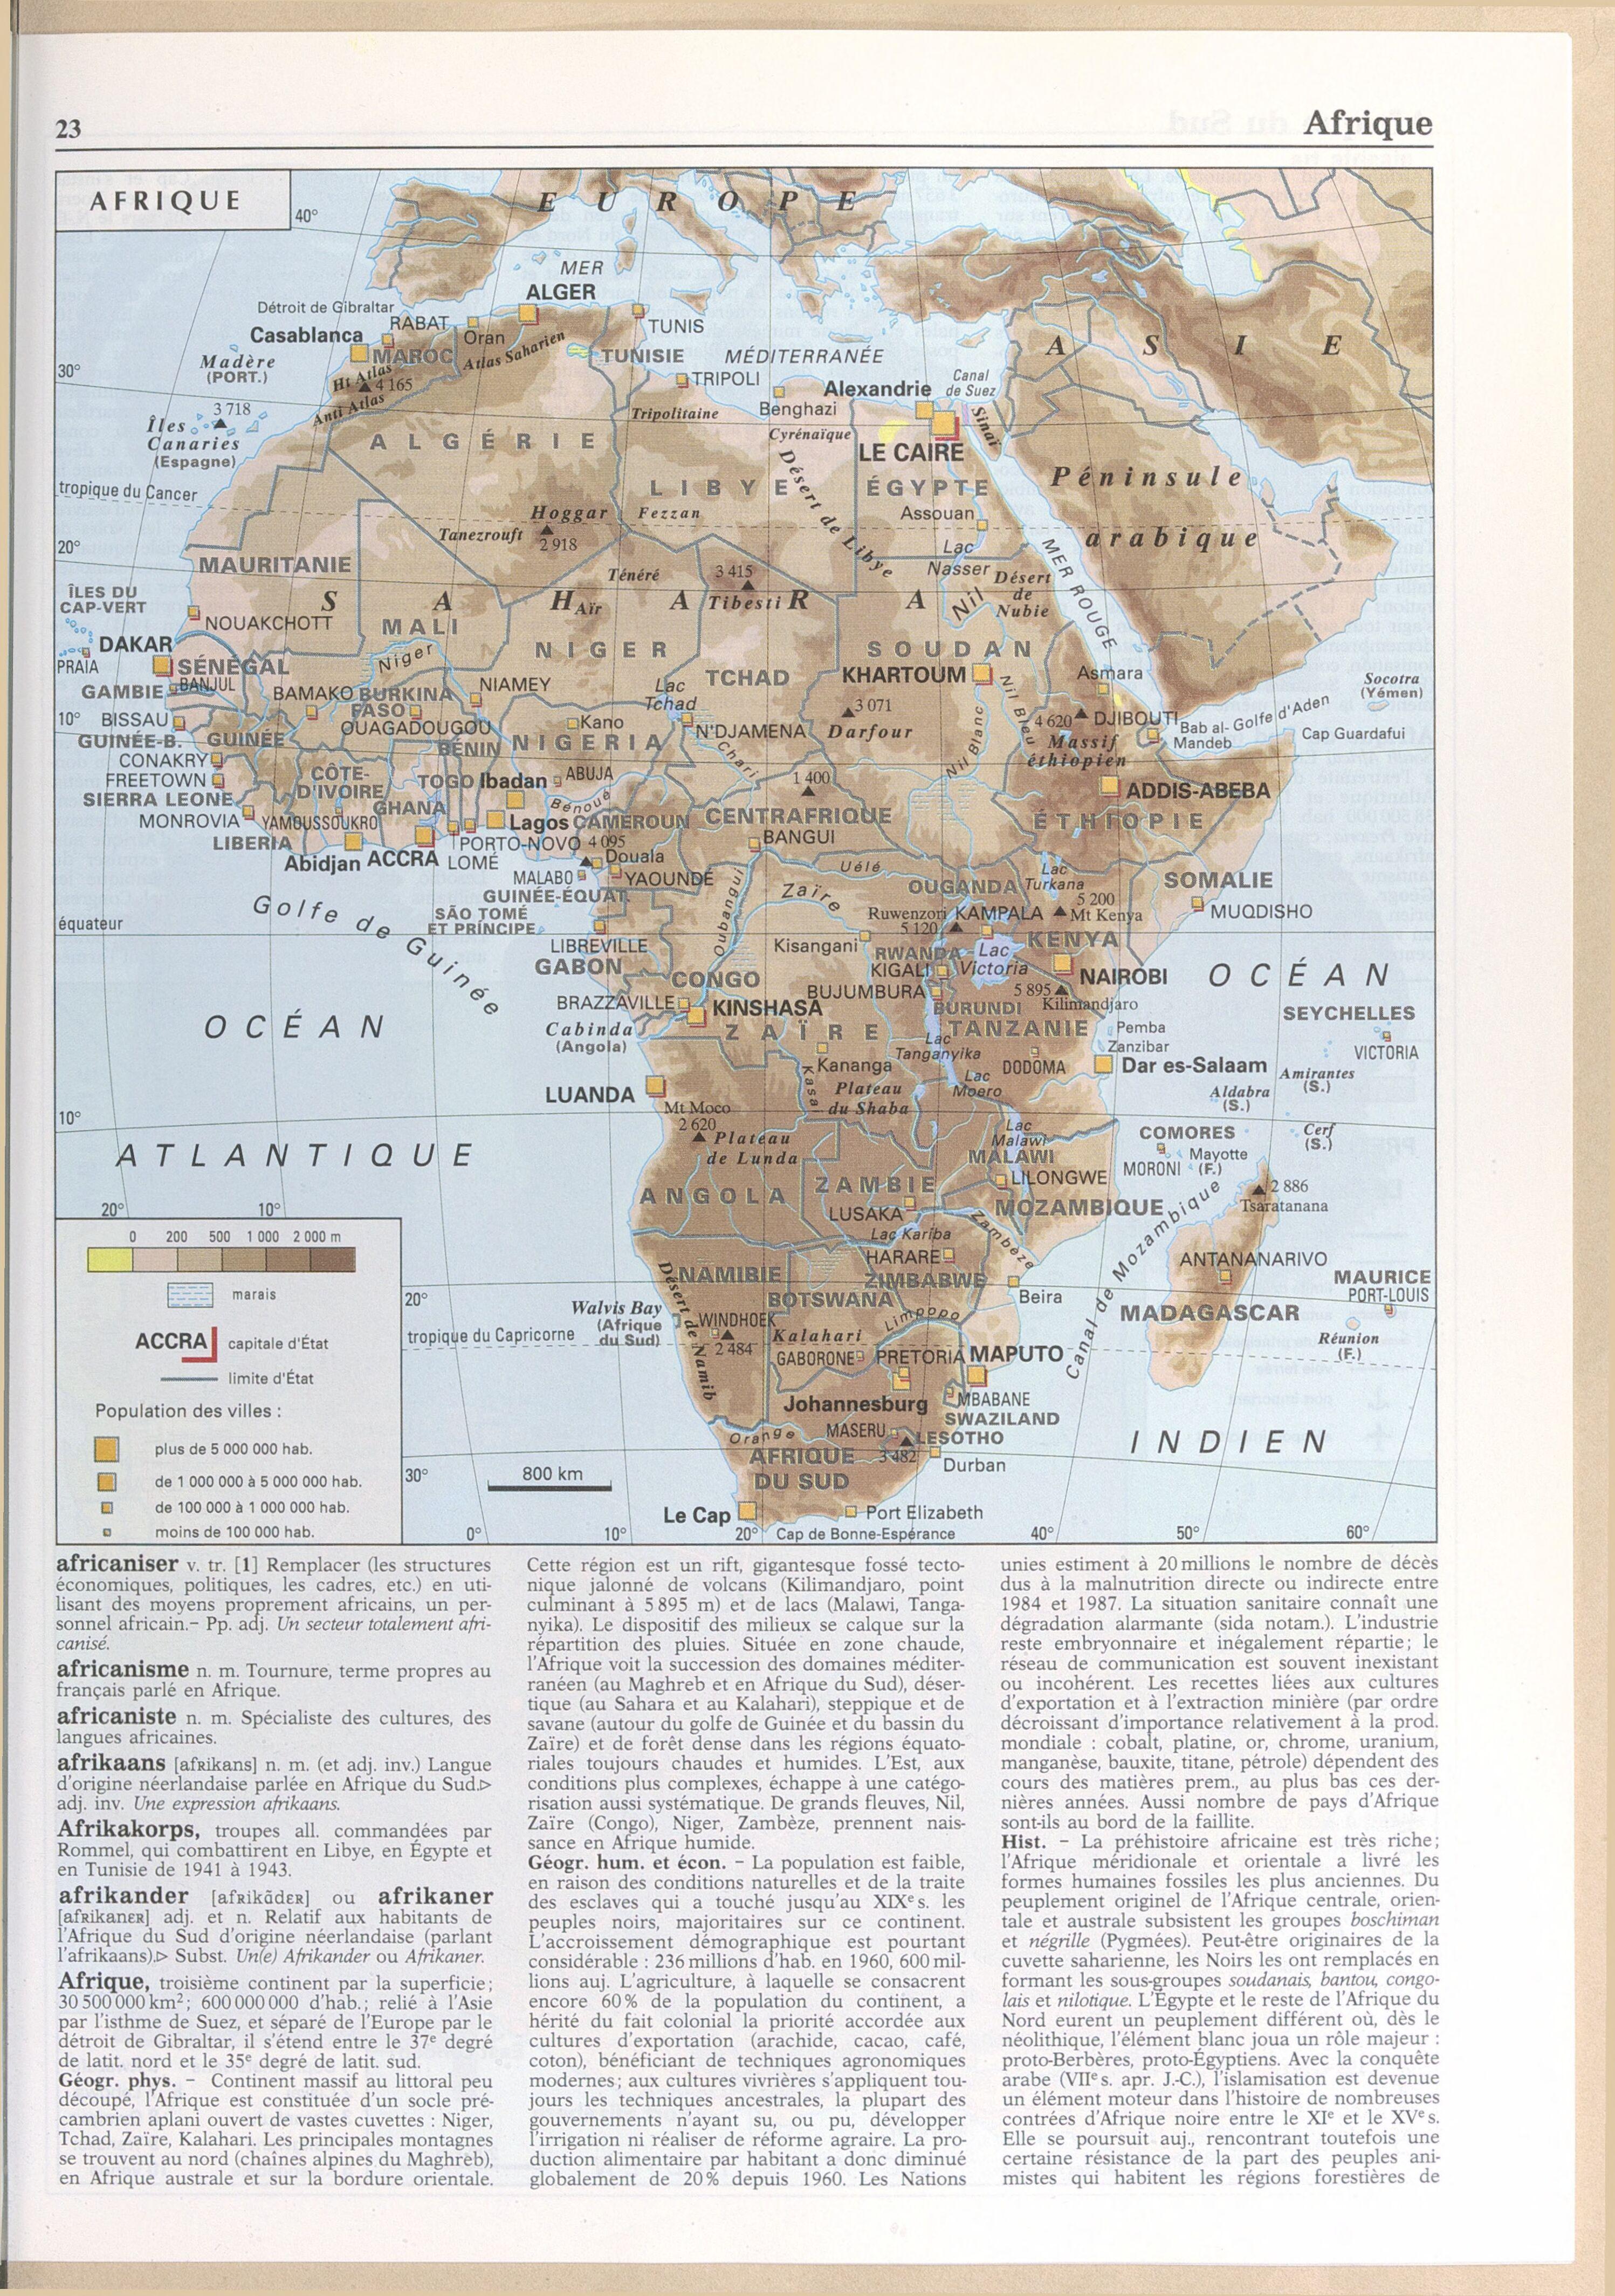 23
Afrique
AFRIQUE
40°
E U R O P E
MER
ALGER
Détroit de Gibraltar
RABAT
Oran
TUNIS
Casablanca
MAROC
Atlas Saharien
TUNISIE
MÉDITERRANÉE
A S I E
Madère
(PORT.)
30°
Ht Atlas
4 165
TRIPOLI
Alexandrie
Canal
de Suez
Anti Atlas
3 718
Îles
Canaries
(Espagne)
Tripolitaine
Benghazi
Sinaï
Cyrénaïque
LE CAIRE
A L G É R I E
Péninsule
arabique
tropique du Cancer
L I B Y E
Désert de Libye
ÉGYPTE
Hoggar
2 918
Fezzan
Assouan
Tanezrouft
20°
Lac
Nasser
MER ROUGE
MAURITANIE
Ténéré
3 415
Tibesti
Désert
de
Nubie
ÎLES DU
CAP-VERT
S A H A R A
Aïr
Nil
NOUAKCHOTT
MALI
DAKAR
PRAIA
SÉNÉGAL
Niger
N I G E R
TCHAD
S O U D A N
KHARTOUM
Asmara
GAMBIE
BANJUL
BAMAKO
BURKINA
FASO
NIAMEY
Lac
Tchad
Nil Bleu
Socotra
(Yémen)
10°
BISSAU
OUAGADOUGOU
Kano
3 071
Darfour
4 620
DJIBOUTI
Bab al-
Mandeb
Golfe d'Aden
Cap Guardafui
GUINÉE-B.
GUINÉE
BÉNIN
N I G E R I A
N'DJAMENA
Chari
Nil Blanc
Massif
éthiopien
CONAKRY
FREETOWN
CÔTE-
D'IVOIRE
TOGO
Ibadan
ABUJA
1 400
ADDIS-ABEBA
SIERRA LEONE
GHANA
Bénoué
MONROVIA
YAMOUSSOUKRO
Lagos
CAMEROUN
CENTRAFRIQUE
É T H I O P I E
LIBERIA
PORTO-NOVO
4 095
BANGUI
Abidjan
ACCRA
LOMÉ
Douala
MALABO
YAOUNDÉ
Uélé
Lac
Turkana
SOMALIE
GUINÉE-ÉQUAT.
Oubangui
Zaïre
OUGANDA
5 200
Mt Kenya
Golfe de Guinée
SÃO TOMÉ
ET PRÍNCIPE
Ruwenzori
5 120
KAMPALA
MUQDISHO
équateur
LIBREVILLE
Kisangani
RWANDA
Lac
Victoria
KENYA
GABON
CONGO
KIGALI
NAIROBI
BUJUMBURA
5 895
Kilimandjaro
O C É A N
BRAZZAVILLE
KINSHASA
BURUNDI
SEYCHELLES
O C É A N
Cabinda
(Angola)
Z A Ï R E
TANZANIE
Pemba
Zanzibar
VICTORIA
Lac
Tanganyika
Kananga
DODOMA
Dar es-Salaam
LUANDA
Kasaï
Plateau
du Shaba
Lac
Moero
Amirantes
(S.)
Aldabra
(S.)
10°
Mt Moco
2 620
Plateau
de Lunda
Lac
Malawi
MALAWI
COMORES
Cerf
(S.)
A T L A N T I Q U E
MORONI
Mayotte
(F.)
ANGOLA
ZAMBIE
LILONGWE
2 886
Tsaratanana
20°
10°
LUSAKA
MOZAMBIQUE
Zambèze
Lac Kariba
HARARE
Canal de Mozambique
ANTANANARIVO
0 200 500 1 000 2 000 m
NAMIBIE
ZIMBABWE
MAURICE
PORT-LOUIS
marais
20°
Walvis Bay
(Afrique
du Sud)
Désert de Namib
BOTSWANA
Limpopo
Beira
MADAGASCAR
ACCRA
capitale d'État
tropique du Capricorne
WINDHOEK
2 484
Kalahari
Réunion
(F.)
limite d'État
GABORONE
PRETORIA
MAPUTO
Population des villes :
Johannesburg
MBABANE
SWAZILAND
plus de 5 000 000 hab.
Orange
MASERU
LESOTHO
3 482
I N D I E N
de 1 000 000 à 5 000 000 hab.
30°
800 km
AFRIQUE
DU SUD
Durban
de 100 000 à 1 000 000 hab.
Le Cap
Port Elizabeth
moins de 100 000 hab.
0°
10°
20°
Cap de Bonne-Espérance
40°
50°
60°
africaniser v. tr. [1] Remplacer (les structures
économiques, politiques, les cadres, etc.) en uti-
lisant des moyens proprement africains, un per-
sonnel africain.– Pp. adj. Un secteur totalement afri-
canisé.
africanisme n. m. Tournure, terme propres au
français parlé en Afrique.
africaniste n. m. Spécialiste des cultures, des
langues africaines.
afrikaans [afʀikans] n. m. (et adj. inv.) Langue
d'origine néerlandaise parlée en Afrique du Sud.▷
adj. inv. Une expression afrikaans.
Afrikakorps, troupes all. commandées par
Rommel, qui combattirent en Libye, en Égypte et
en Tunisie de 1941 à 1943.
afrikander [afʀikɑ̃dɛʀ] ou afrikaner
[afʀikanɛʀ] adj. et n. Relatif aux habitants de
l'Afrique du Sud d'origine néerlandaise (parlant
l'afrikaans).▷ Subst. Un(e) Afrikander ou Afrikaner.
Afrique, troisième continent par la superficie;
30 500 000 km²; 600 000 000 d'hab.; relié à l'Asie
par l'isthme de Suez, et séparé de l'Europe par le
détroit de Gibraltar, il s'étend entre le 37e degré
de latit. nord et le 35e degré de latit. sud.
Géogr. phys. – Continent massif au littoral peu
découpé, l'Afrique est constituée d'un socle pré-
cambrien aplani ouvert de vastes cuvettes : Niger,
Tchad, Zaïre, Kalahari. Les principales montagnes
se trouvent au nord (chaînes alpines du Maghreb),
en Afrique australe et sur la bordure orientale.
Cette région est un rift, gigantesque fossé tecto-
nique jalonné de volcans (Kilimandjaro, point
culminant à 5 895 m) et de lacs (Malawi, Tanga-
nyika). Le dispositif des milieux se calque sur la
répartition des pluies. Située en zone chaude,
l'Afrique voit la succession des domaines méditer-
ranéen (au Maghreb et en Afrique du Sud), déser-
tique (au Sahara et au Kalahari), steppique et de
savane (autour du golfe de Guinée et du bassin du
Zaïre) et de forêt dense dans les régions équato-
riales toujours chaudes et humides. L'Est, aux
conditions plus complexes, échappe à une catégo-
risation aussi systématique. De grands fleuves, Nil,
Zaïre (Congo), Niger, Zambèze, prennent nais-
sance en Afrique humide.
Géogr. hum. et écon. – La population est faible,
en raison des conditions naturelles et de la traite
des esclaves qui a touché jusqu'au XIXe s. les
peuples noirs, majoritaires sur ce continent.
L'accroissement démographique est pourtant
considérable : 236 millions d'hab. en 1960, 600 mil-
lions auj. L'agriculture, à laquelle se consacrent
encore 60 % de la population du continent, a
hérité du fait colonial la priorité accordée aux
cultures d'exportation (arachide, cacao, café,
coton), bénéficiant de techniques agronomiques
modernes; aux cultures vivrières s'appliquent tou-
jours les techniques ancestrales, la plupart des
gouvernements n'ayant su, ou pu, développer
l'irrigation ni réaliser de réforme agraire. La pro-
duction alimentaire par habitant a donc diminué
globalement de 20 % depuis 1960. Les Nations
unies estiment à 20 millions le nombre de décès
dus à la malnutrition directe ou indirecte entre
1984 et 1987. La situation sanitaire connaît une
dégradation alarmante (sida notam.). L'industrie
reste embryonnaire et inégalement répartie; le
réseau de communication est souvent inexistant
ou incohérent. Les recettes liées aux cultures
d'exportation et à l'extraction minière (par ordre
décroissant d'importance relativement à la prod.
mondiale : cobalt, platine, or, chrome, uranium,
manganèse, bauxite, titane, pétrole) dépendent des
cours des matières prem., au plus bas ces der-
nières années. Aussi nombre de pays d'Afrique
sont-ils au bord de la faillite.
Hist. – La préhistoire africaine est très riche;
l'Afrique méridionale et orientale a livré les
formes humaines fossiles les plus anciennes. Du
peuplement originel de l'Afrique centrale, orien-
tale et australe subsistent les groupes boschiman
et négrille (Pygmées). Peut-être originaires de la
cuvette saharienne, les Noirs les ont remplacés en
formant les sous-groupes soudanais, bantou, congo-
lais et nilotique. L'Égypte et le reste de l'Afrique du
Nord eurent un peuplement différent où, dès le
néolithique, l'élément blanc joua un rôle majeur :
proto-Berbères, proto-Égyptiens. Avec la conquête
arabe (VIIe s. apr. J.-C.), l'islamisation est devenue
un élément moteur dans l'histoire de nombreuses
contrées d'Afrique noire entre le XIe et le XVe s.
Elle se poursuit auj., rencontrant toutefois une
certaine résistance de la part des peuples ani-
mistes qui habitent les régions forestières de